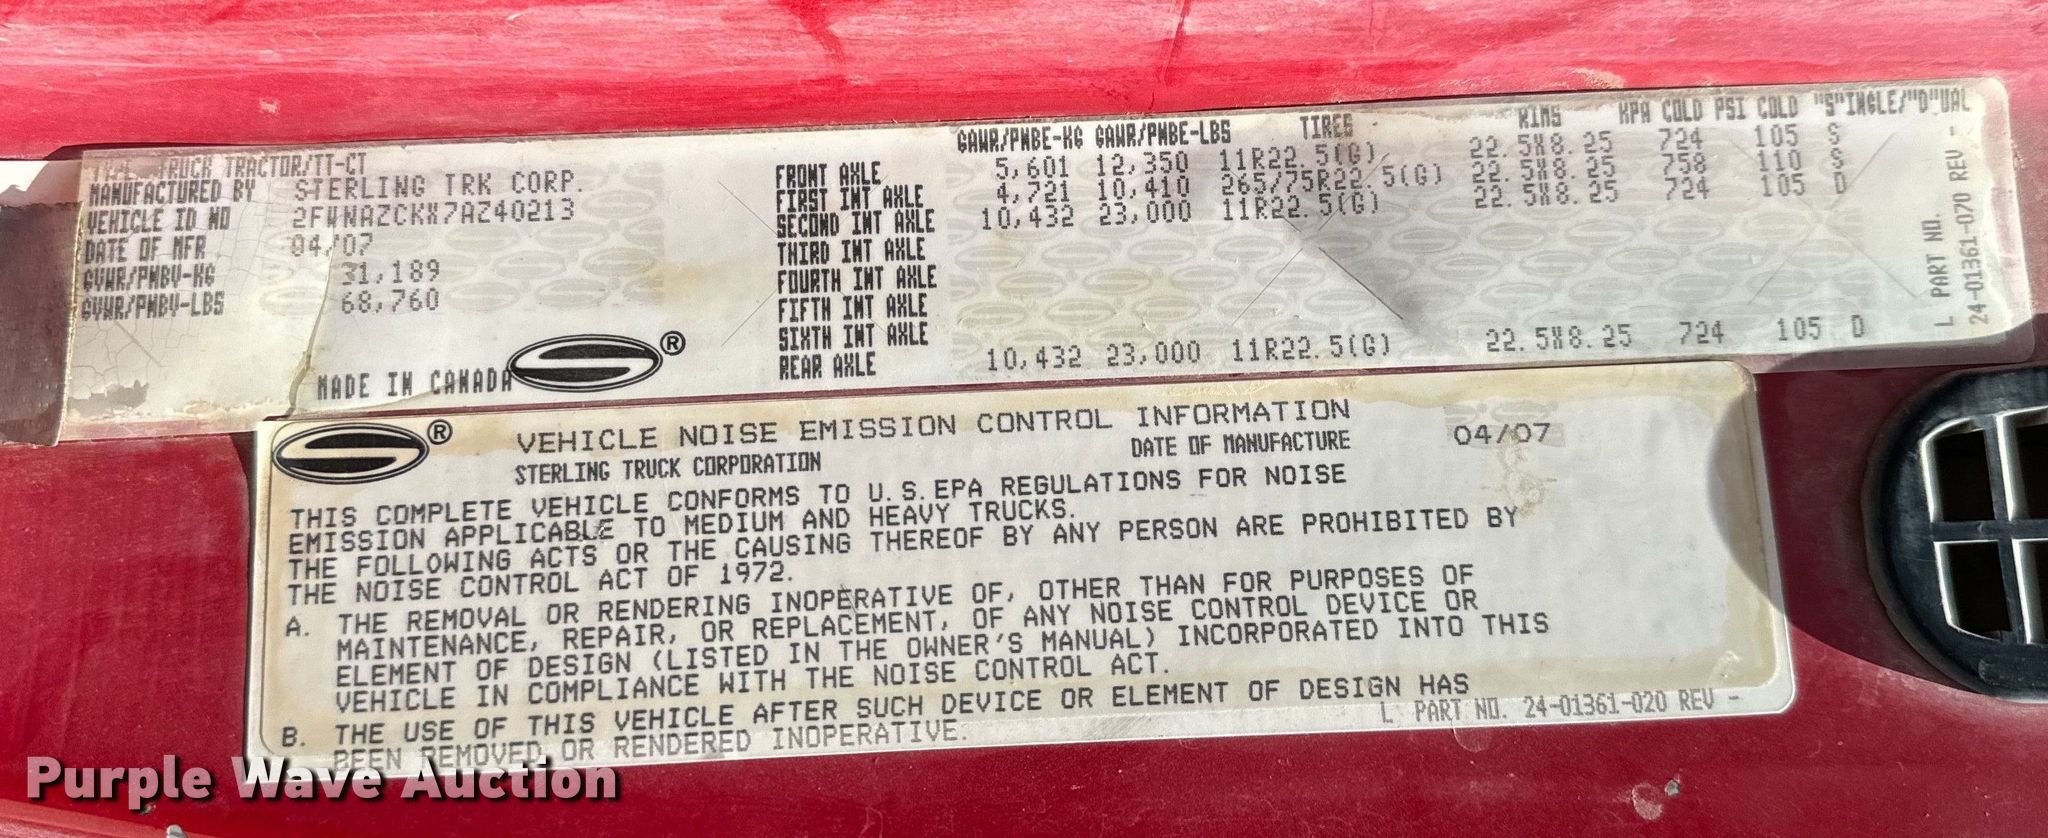 TYPE TRUCK TRACTOR/TT-CT
MANUFACTURED BY STERLING TRK CORP.
VEHICLE ID NO 2FWNAZCKX7AZ40213
DATE OF MFR 04/07
GVWR/PNBV-KG 31,189
GVWR/PNBV-LBS 68,760
MADE IN CANADA ®
GAWR/PNBE-KG GAWR/PNBE-LBS TIRES RIMS KPA COLD PSI COLD "S"INGLE/"D"UAL
FRONT AXLE 5,601 12,350 11R22.5(G) 22.5X8.25 724 105 S
FIRST INT AXLE 4,721 10,410 265/75R22.5(G) 22.5X8.25 758 110 S
SECOND INT AXLE 10,432 23,000 11R22.5(G) 22.5X8.25 724 105 D
THIRD INT AXLE
FOURTH INT AXLE
FIFTH INT AXLE
SIXTH INT AXLE
REAR AXLE 10,432 23,000 11R22.5(G) 22.5X8.25 724 105 D
L PART NO.
24-01361-070 REV -
® VEHICLE NOISE EMISSION CONTROL INFORMATION
STERLING TRUCK CORPORATION DATE OF MANUFACTURE 04/07
THIS COMPLETE VEHICLE CONFORMS TO U.S.EPA REGULATIONS FOR NOISE
EMISSION APPLICABLE TO MEDIUM AND HEAVY TRUCKS.
THE FOLLOWING ACTS OR THE CAUSING THEREOF BY ANY PERSON ARE PROHIBITED BY
THE NOISE CONTROL ACT OF 1972.
A. THE REMOVAL OR RENDERING INOPERATIVE OF, OTHER THAN FOR PURPOSES OF
MAINTENANCE, REPAIR, OR REPLACEMENT, OF ANY NOISE CONTROL DEVICE OR
ELEMENT OF DESIGN (LISTED IN THE OWNER'S MANUAL) INCORPORATED INTO THIS
VEHICLE IN COMPLIANCE WITH THE NOISE CONTROL ACT.
B. THE USE OF THIS VEHICLE AFTER SUCH DEVICE OR ELEMENT OF DESIGN HAS
BEEN REMOVED OR RENDERED INOPERATIVE.
L PART NO. 24-01361-020 REV -
Purple Wave Auction